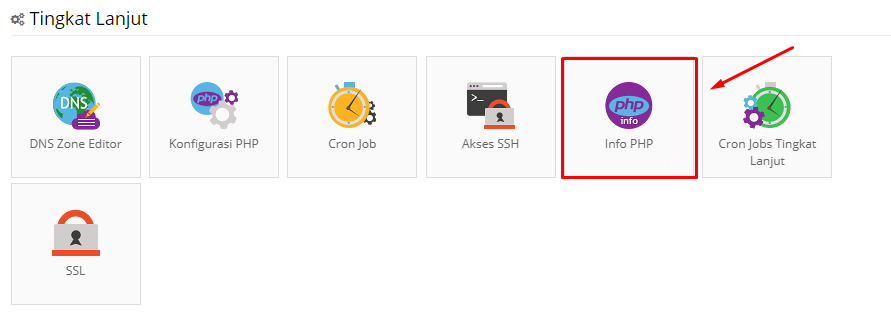 Tingkat Lanjut
DNS
php
php
info
DNS Zone Editor
Konfigurasi PHP
Cron Job
Akses SSH
Info PHP
Cron Jobs Tingkat
Lanjut
SSL